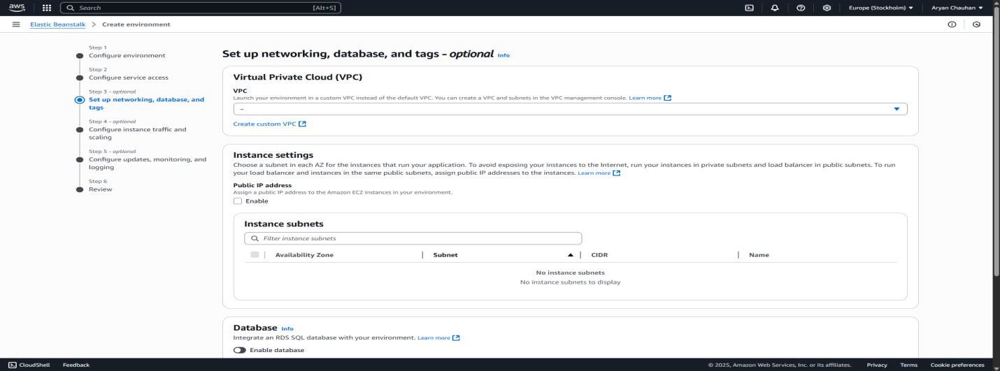 aws
Search [Alt+S]
Europe (Stockholm) Aryan Chauhan
Elastic Beanstalk > Create environment
Step 1
Configure environment
Step 2
Configure service access
Step 3 - optional
Set up networking, database, and
tags
Step 4 - optional
Configure instance traffic and
scaling
Step 5 - optional
Configure updates, monitoring, and
logging
Step 6
Review
Set up networking, database, and tags – optional Info
Virtual Private Cloud (VPC)
VPC
Launch your environment in a custom VPC instead of the default VPC. You can create a VPC and subnets in the VPC management console. Learn more
–
Create custom VPC
Instance settings
Choose a subnet in each AZ for the instances that run your application. To avoid exposing your instances to the Internet, run your instances in private subnets and load balancer in public subnets. To run
your load balancer and instances in the same public subnets, assign public IP addresses to the instances. Learn more
Public IP address
Assign a public IP address to the Amazon EC2 instances in your environment.
Enable
Instance subnets
Filter instance subnets
Availability Zone | Subnet | CIDR | Name
No instance subnets
No instance subnets to display
Database Info
Integrate an RDS SQL database with your environment. Learn more
Enable database
CloudShell Feedback © 2025, Amazon Web Services, Inc. or its affiliates. Privacy Terms Cookie preferences